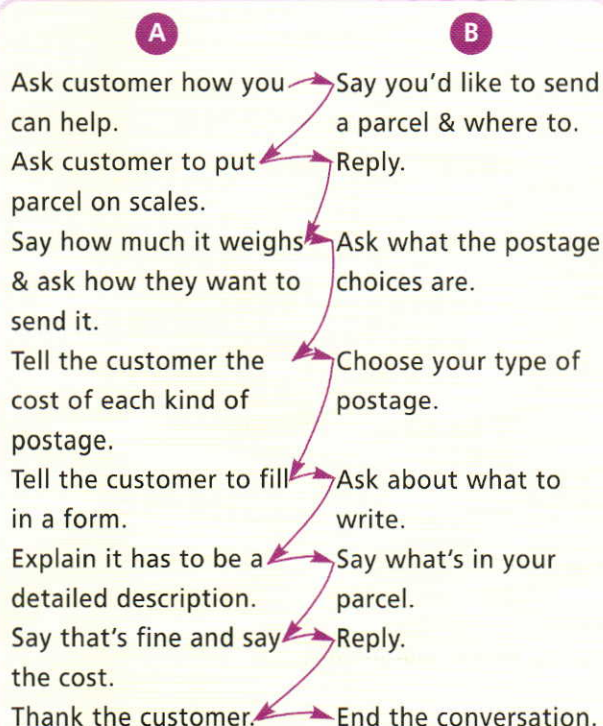 A
B
Ask customer how you
can help.
Say you'd like to send
a parcel & where to.
Ask customer to put
parcel on scales.
Reply.
Say how much it weighs
& ask how they want to
send it.
Ask what the postage
choices are.
Tell the customer the
cost of each kind of
postage.
Choose your type of
postage.
Tell the customer to fill
in a form.
Ask about what to
write.
Explain it has to be a
detailed description.
Say what's in your
parcel.
Say that's fine and say
the cost.
Reply.
Thank the customer.
End the conversation.